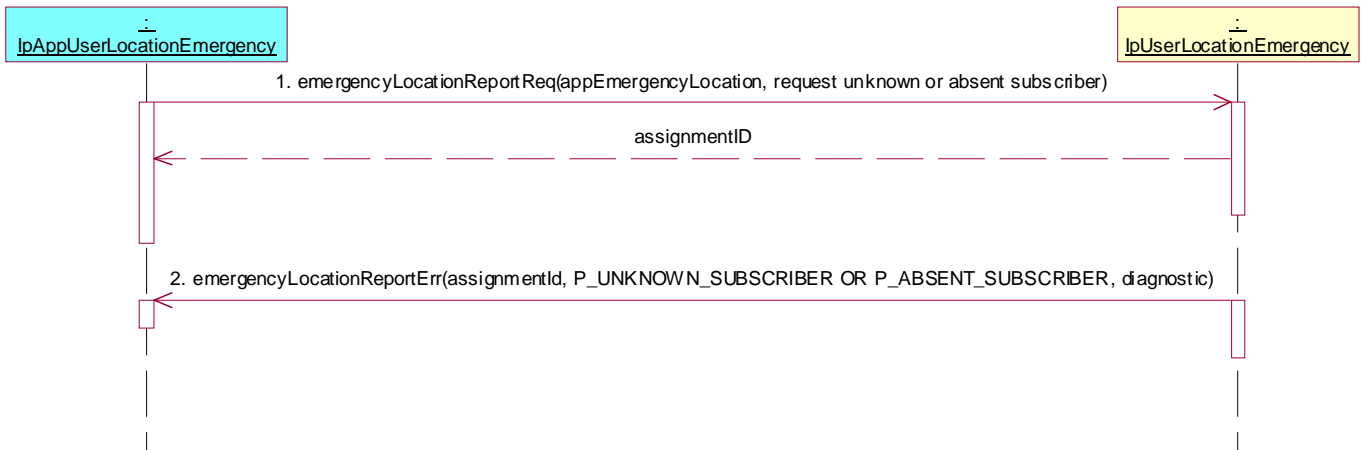 :
IpAppUserLocationEmergency
:
IpUserLocationEmergency
1. emergencyLocationReportReq(appEmergencyLocation, request unknown or absent subscriber)
assignmentID
2. emergencyLocationReportErr(assignmentId, P_UNKNOWN_SUBSCRIBER OR P_ABSENT_SUBSCRIBER, diagnostic)